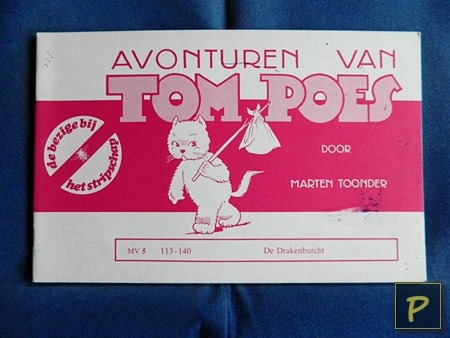 AVONTUREN VAN
TOM POES
DOOR
MARTEN TOONDER
de bezige bij
het stripschap
MV 5 113-140 De Drakenburcht
P